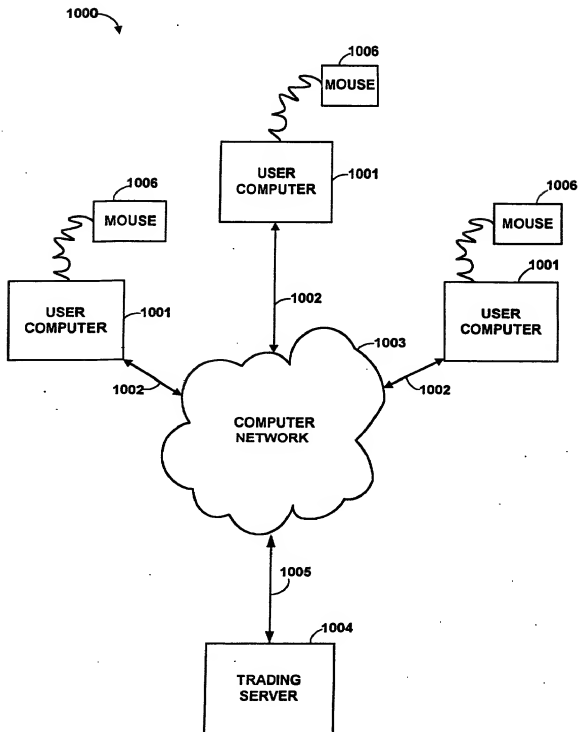 1000
1006
MOUSE
USER
COMPUTER
1001
1006
MOUSE
1006
MOUSE
USER
COMPUTER
1001
1002
1001
USER
COMPUTER
1003
1002
1002
COMPUTER
NETWORK
1005
1004
TRADING
SERVER